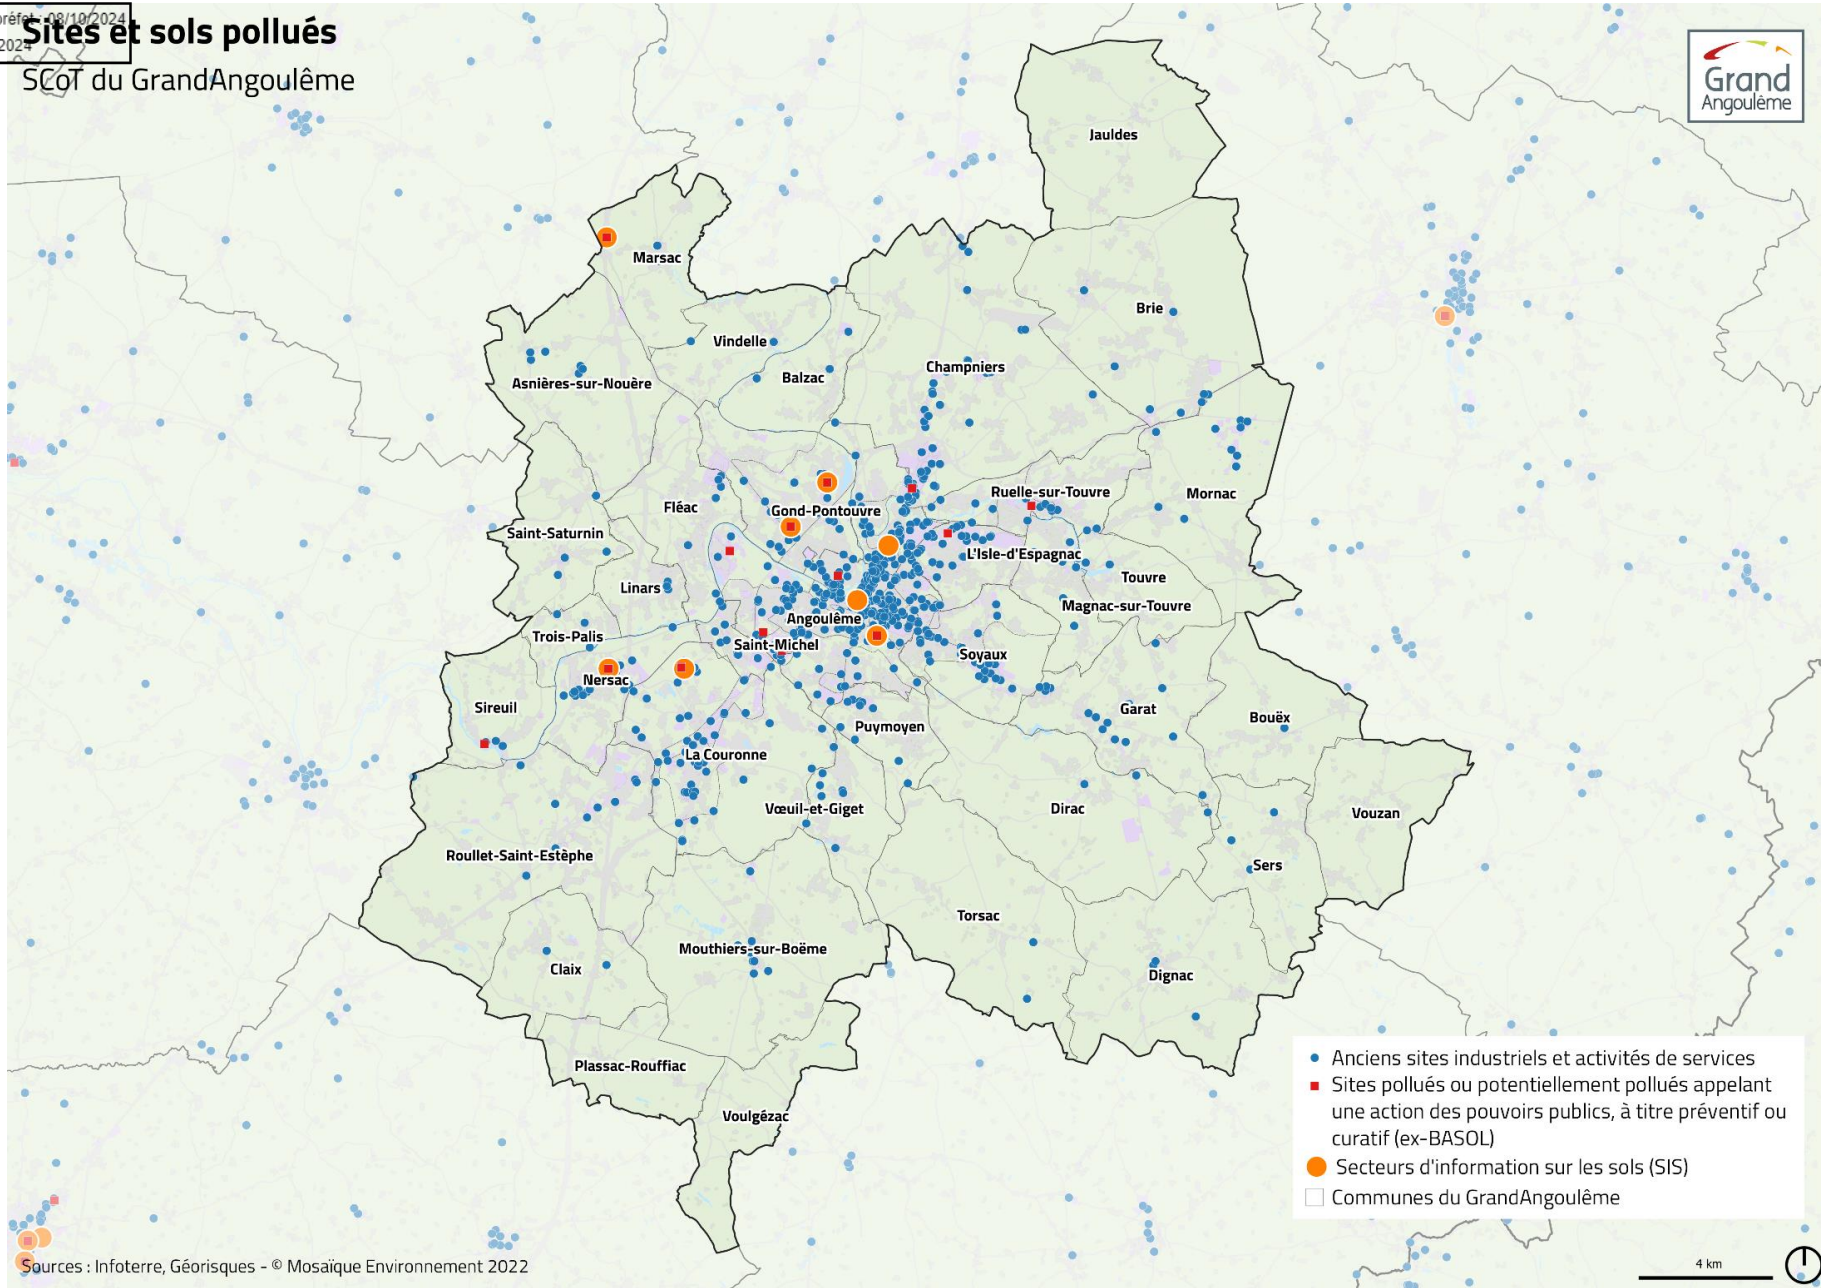 préfet : 08/10/2024
2024
Sites et sols pollués
SCoT du GrandAngoulême
Grand
Angoulême
Jauldes
Marsac
Brie
Vindelle
Champniers
Balzac
Asnières-sur-Nouère
Ruelle-sur-Touvre
Mornac
Fléac
Gond-Pontouvre
Saint-Saturnin
L'Isle-d'Espagnac
Touvre
Linars
Magnac-sur-Touvre
Angoulême
Trois-Palis
Saint-Michel
Soyaux
Nersac
Sireuil
Garat
Bouëx
Puymoyen
La Couronne
Vœuil-et-Giget
Dirac
Vouzan
Roullet-Saint-Estèphe
Sers
Torsac
Mouthiers-sur-Boëme
Claix
Dignac
Plassac-Rouffiac
Voulgézac
Anciens sites industriels et activités de services
Sites pollués ou potentiellement pollués appelant
une action des pouvoirs publics, à titre préventif ou
curatif (ex-BASOL)
Secteurs d'information sur les sols (SIS)
Communes du GrandAngoulême
Sources : Infoterre, Géorisques - © Mosaïque Environnement 2022
4 km